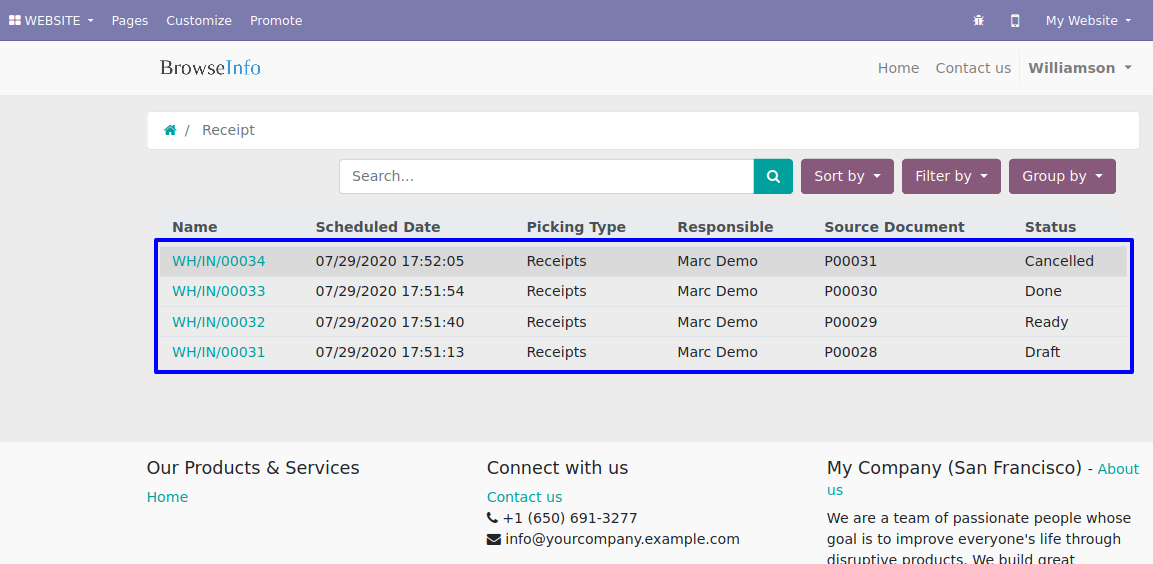 WEBSITE Pages Customize Promote My Website
BrowseInfo Home Contact us Williamson
/ Receipt
Search... Sort by Filter by Group by
Name Scheduled Date Picking Type Responsible Source Document Status
WH/IN/00034 07/29/2020 17:52:05 Receipts Marc Demo P00031 Cancelled
WH/IN/00033 07/29/2020 17:51:54 Receipts Marc Demo P00030 Done
WH/IN/00032 07/29/2020 17:51:40 Receipts Marc Demo P00029 Ready
WH/IN/00031 07/29/2020 17:51:13 Receipts Marc Demo P00028 Draft
Our Products & Services
Home
Connect with us
Contact us
+1 (650) 691-3277
info@yourcompany.example.com
My Company (San Francisco) - About
us
We are a team of passionate people whose
goal is to improve everyone's life through
disruptive products. We build great